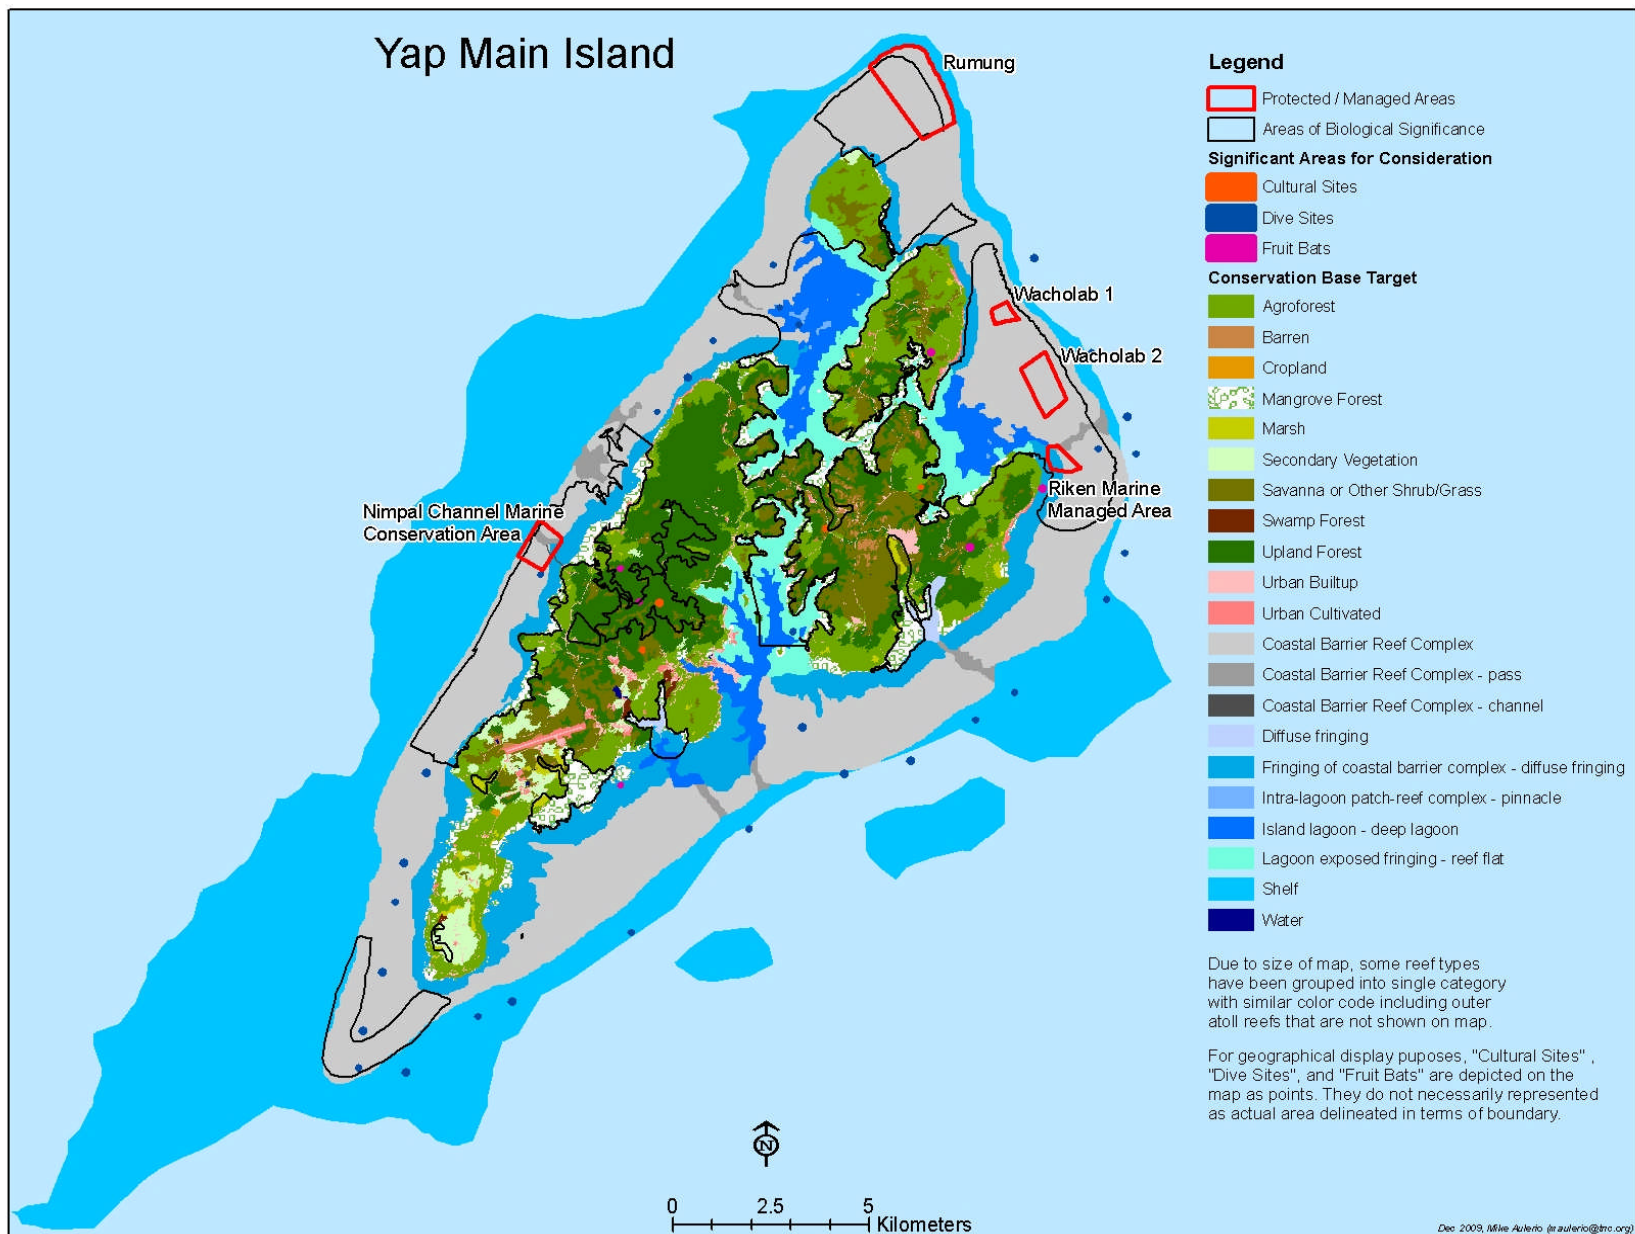 Yap Main Island
Rumung
Wacholab 1
Wacholab 2
Riken Marine
Managed Area
Nimpal Channel Marine
Conservation Area
Legend
Protected / Managed Areas
Areas of Biological Significance
Significant Areas for Consideration
Cultural Sites
Dive Sites
Fruit Bats
Conservation Base Target
Agroforest
Barren
Cropland
Mangrove Forest
Marsh
Secondary Vegetation
Savanna or Other Shrub/Grass
Swamp Forest
Upland Forest
Urban Builtup
Urban Cultivated
Coastal Barrier Reef Complex
Coastal Barrier Reef Complex - pass
Coastal Barrier Reef Complex - channel
Diffuse fringing
Fringing of coastal barrier complex - diffuse fringing
Intra-lagoon patch-reef complex - pinnacle
Island lagoon - deep lagoon
Lagoon exposed fringing - reef flat
Shelf
Water
Due to size of map, some reef types
have been grouped into single category
with similar color code including outer
atoll reefs that are not shown on map.
For geographical display puposes, "Cultural Sites" ,
"Dive Sites", and "Fruit Bats" are depicted on the
map as points. They do not necessarily represented
as actual area delineated in terms of boundary.
N
0 2.5 5
Kilometers
Dec 2009, Mike Aulerio (maulerio@tnc.org)